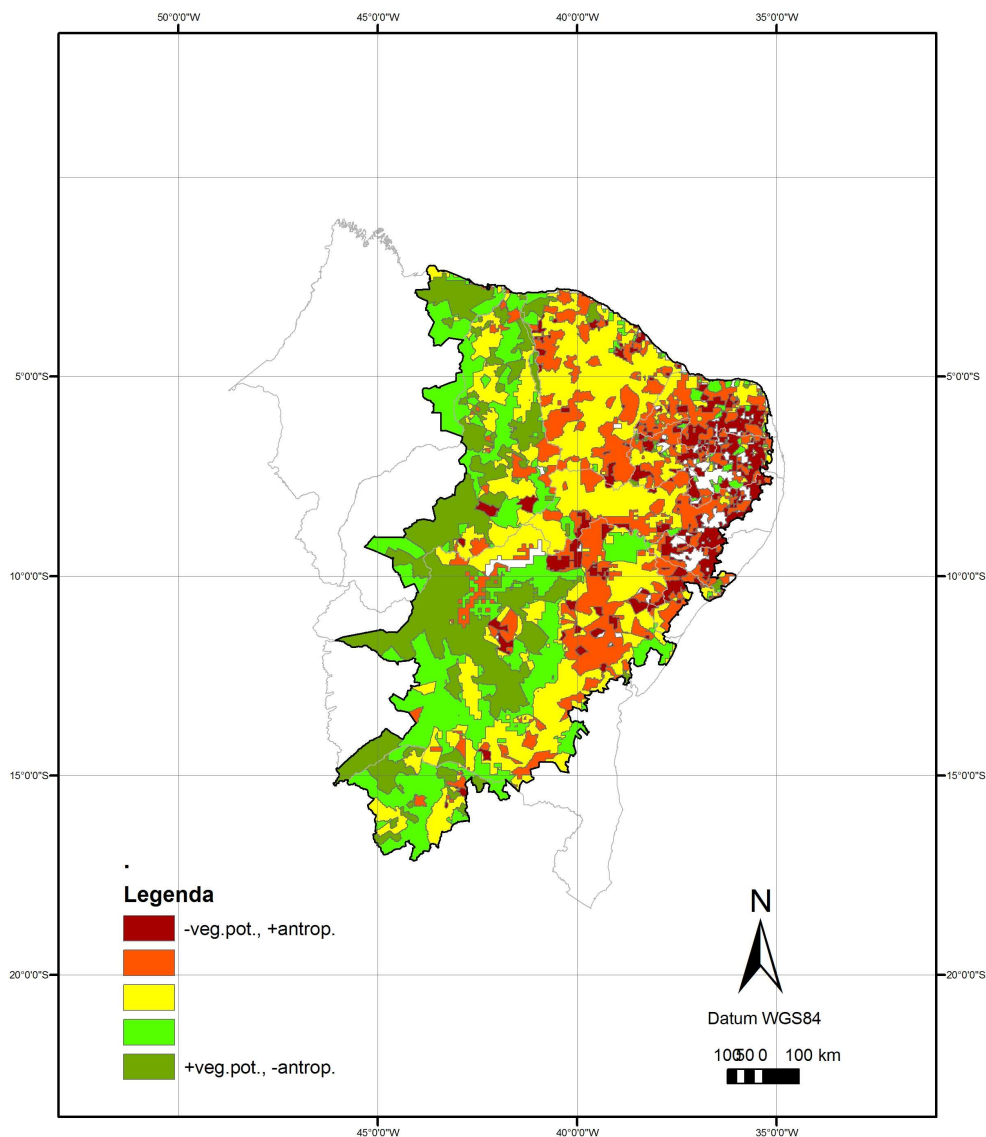 50°0'0"W 45°0'0"W 40°0'0"W 35°0'0"W
5°0'0"S 5°0'0"S
10°0'0"S 10°0'0"S
15°0'0"S 15°0'0"S
Legenda
-veg.pot., +antrop.
+veg.pot., -antrop.
N
20°0'0"S 20°0'0"S
Datum WGS84
10050 0 100 km
45°0'0"W 40°0'0"W 35°0'0"W